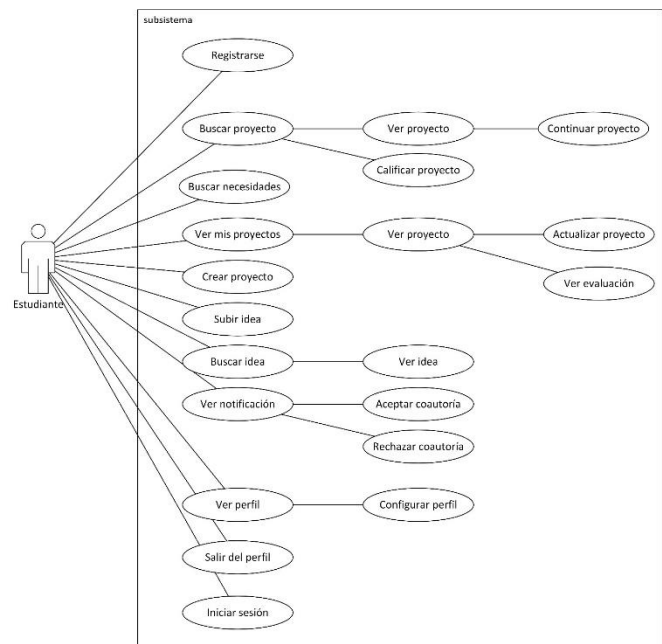 subsistema
Registrarse
Buscar proyecto
Ver proyecto
Continuar proyecto
Calificar proyecto
Buscar necesidades
Ver mis proyectos
Ver proyecto
Actualizar proyecto
Crear proyecto
Ver evaluación
Estudiante
Subir idea
Buscar idea
Ver idea
Ver notificación
Aceptar coautoría
Rechazar coautoría
Ver perfil
Configurar perfil
Salir del perfil
Iniciar sesión